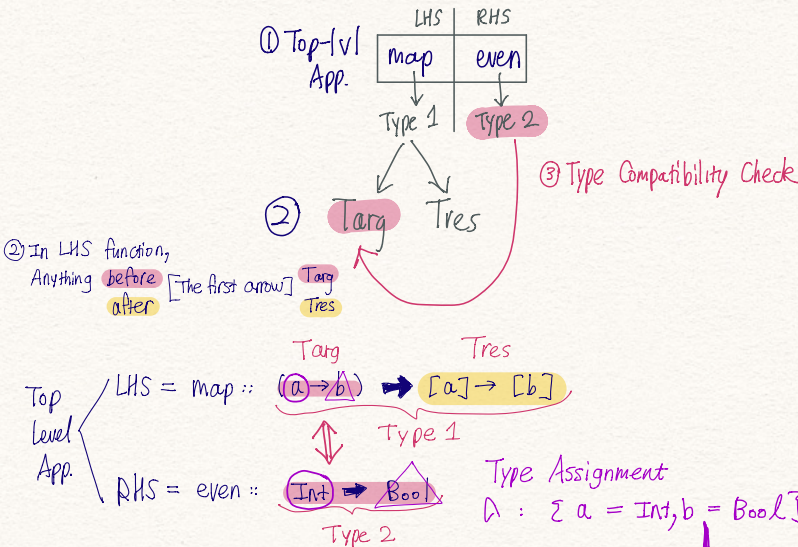 LHS RHS
① Top-lvl map even
App.
Type 1 Type 2
③ Type Compatibility Check
② Targ Tres
② In LHS function,
Anything before [The first arrow] Targ
after Tres
Targ Tres
Top LHS = map :: (a → b) → [a] → [b]
Level Type 1
App.
RHS = even :: Int → Bool
Type 2
Type Assignment
: { a = Int, b = Bool }